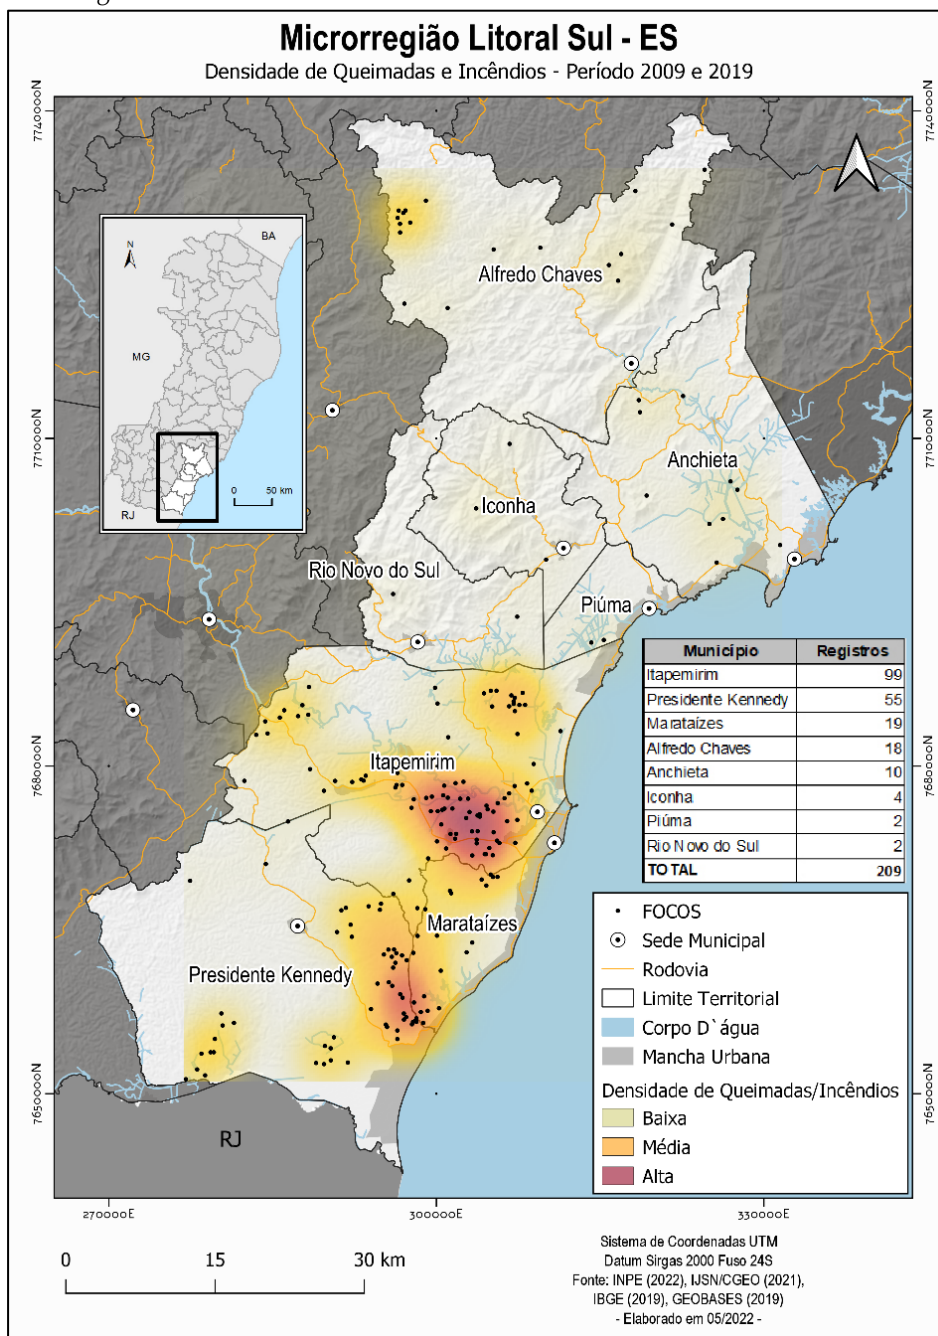 Microrregião Litoral Sul - ES
Densidade de Queimadas e Incêndios - Período 2009 e 2019
7740000N
7740000N
N
BA
MG
RJ
0 50 km
Alfredo Chaves
7710000N
7710000N
Anchieta
Iconha
Rio Novo do Sul
Piúma
Município Registros
Itapemirim 99
Presidente Kennedy 55
Marataízes 19
Alfredo Chaves 18
Anchieta 10
Iconha 4
Piúma 2
Rio Novo do Sul 2
TOTAL 209
7680000N
7680000N
Itapemirim
Marataízes
Presidente Kennedy
FOCOS
Sede Municipal
Rodovia
Limite Territorial
Corpo D`água
Mancha Urbana
Densidade de Queimadas/Incêndios
Baixa
Média
Alta
7650000N
7650000N
RJ
270000E
300000E
330000E
0 15 30 km
Sistema de Coordenadas UTM
Datum Sirgas 2000 Fuso 24S
Fonte: INPE (2022), IJSN/CGEO (2021),
IBGE (2019), GEOBASES (2019)
- Elaborado em 05/2022 -